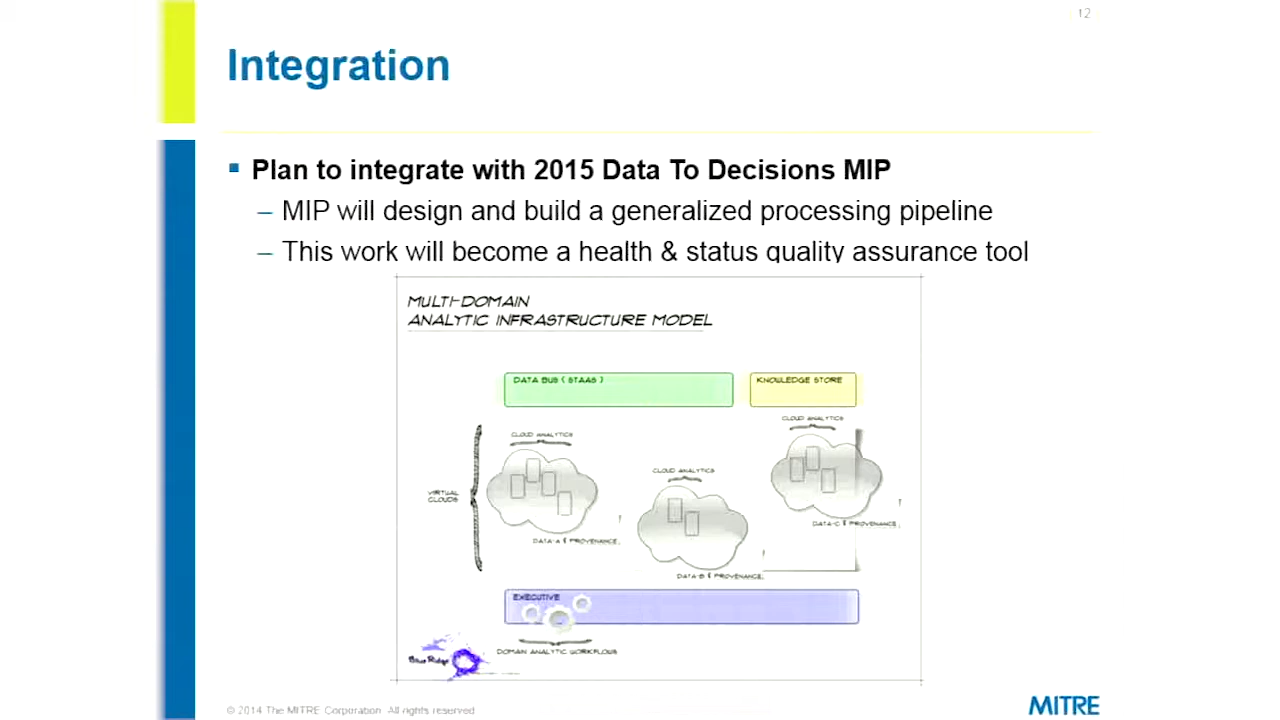 12
Integration
Plan to integrate with 2015 Data To Decisions MIP
– MIP will design and build a generalized processing pipeline
– This work will become a health & status quality assurance tool
MULTI-DOMAIN
ANALYTIC INFRASTRUCTURE MODEL
DATA BUS ( STAAS )
KNOWLEDGE STORE
CLOUD ANALYTICS
CLOUD ANALYTICS
CLOUD ANALYTICS
VIRTUAL
CLOUDS
DATA-C & PROVENANCE
DATA-A & PROVENANCE
DATA-B & PROVENANCE
EXECUTIVE
DOMAIN ANALYTIC WORKFLOWS
Blue Ridge
© 2014 The MITRE Corporation. All rights reserved
MITRE